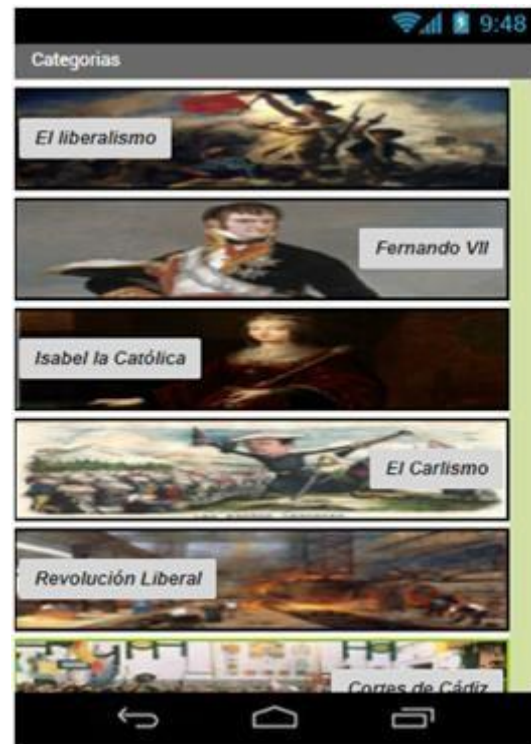 9:48
Categorias
El liberalismo
Fernando VII
Isabel la Católica
El Carlismo
Revolución Liberal
Cortes de Cádiz